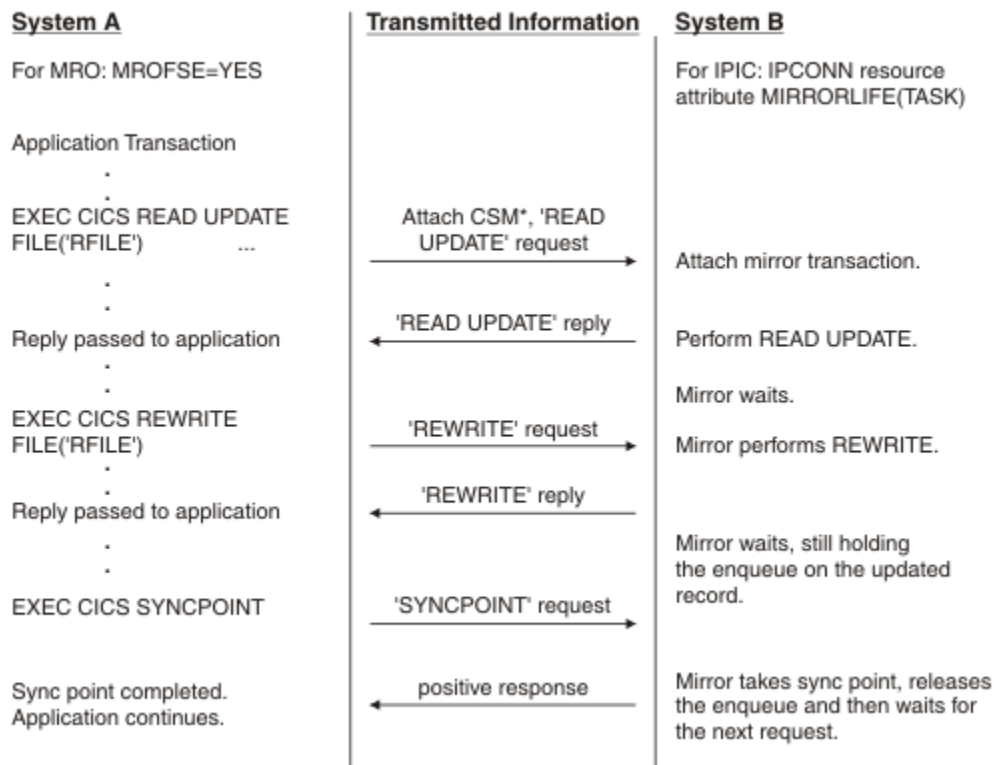 System A Transmitted Information System B
For MRO: MROFSE=YES
For IPIC: IPCONN resource
attribute MIRRORLIFE(TASK)
Application Transaction
.
.
EXEC CICS READ UPDATE
FILE('RFILE') ...
Attach CSM*, 'READ
UPDATE' request
Attach mirror transaction.
.
.
'READ UPDATE' reply
Reply passed to application
Perform READ UPDATE.
.
.
Mirror waits.
EXEC CICS REWRITE
FILE('RFILE')
'REWRITE' request
Mirror performs REWRITE.
.
.
'REWRITE' reply
Reply passed to application
.
.
Mirror waits, still holding
the enqueue on the updated
record.
EXEC CICS SYNCPOINT
'SYNCPOINT' request
Sync point completed.
Application continues.
positive response
Mirror takes sync point, releases
the enqueue and then waits for
the next request.